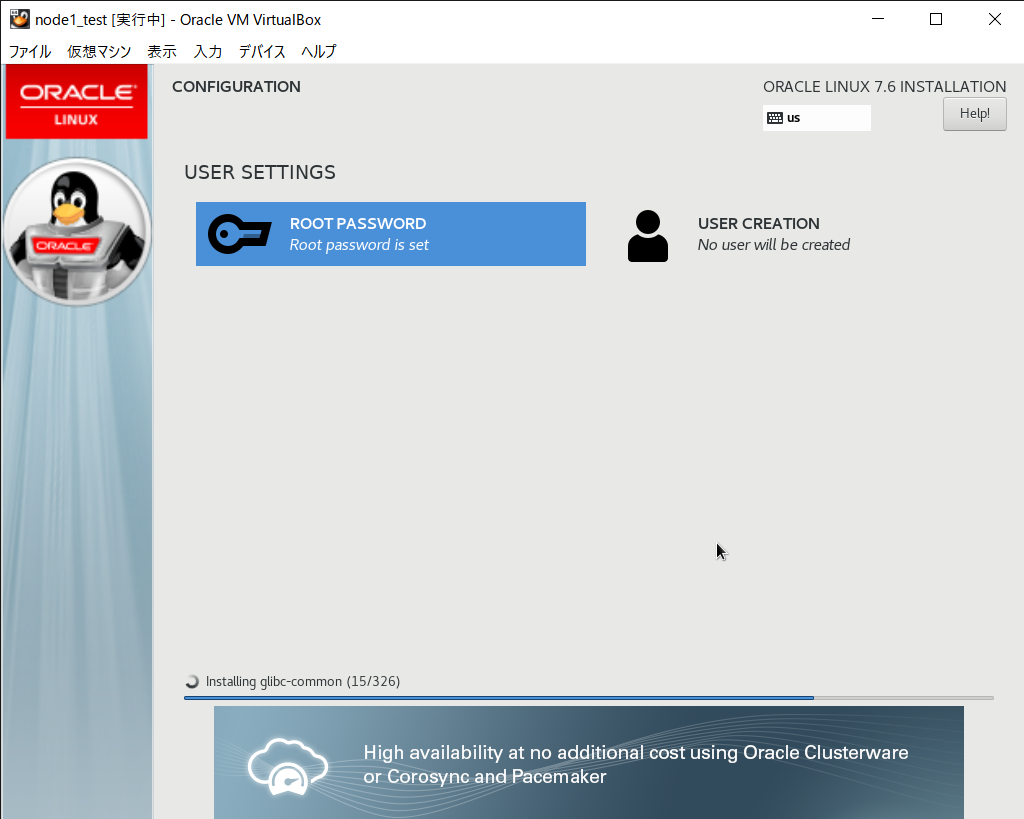 node1_test [実行中] - Oracle VM VirtualBox
ファイル 仮想マシン 表示 入力 デバイス ヘルプ
ORACLE
LINUX
ORACLE
CONFIGURATION
ORACLE LINUX 7.6 INSTALLATION
us
Help!
USER SETTINGS
ROOT PASSWORD
Root password is set
USER CREATION
No user will be created
Installing glibc-common (15/326)
High availability at no additional cost using Oracle Clusterware
or Corosync and Pacemaker